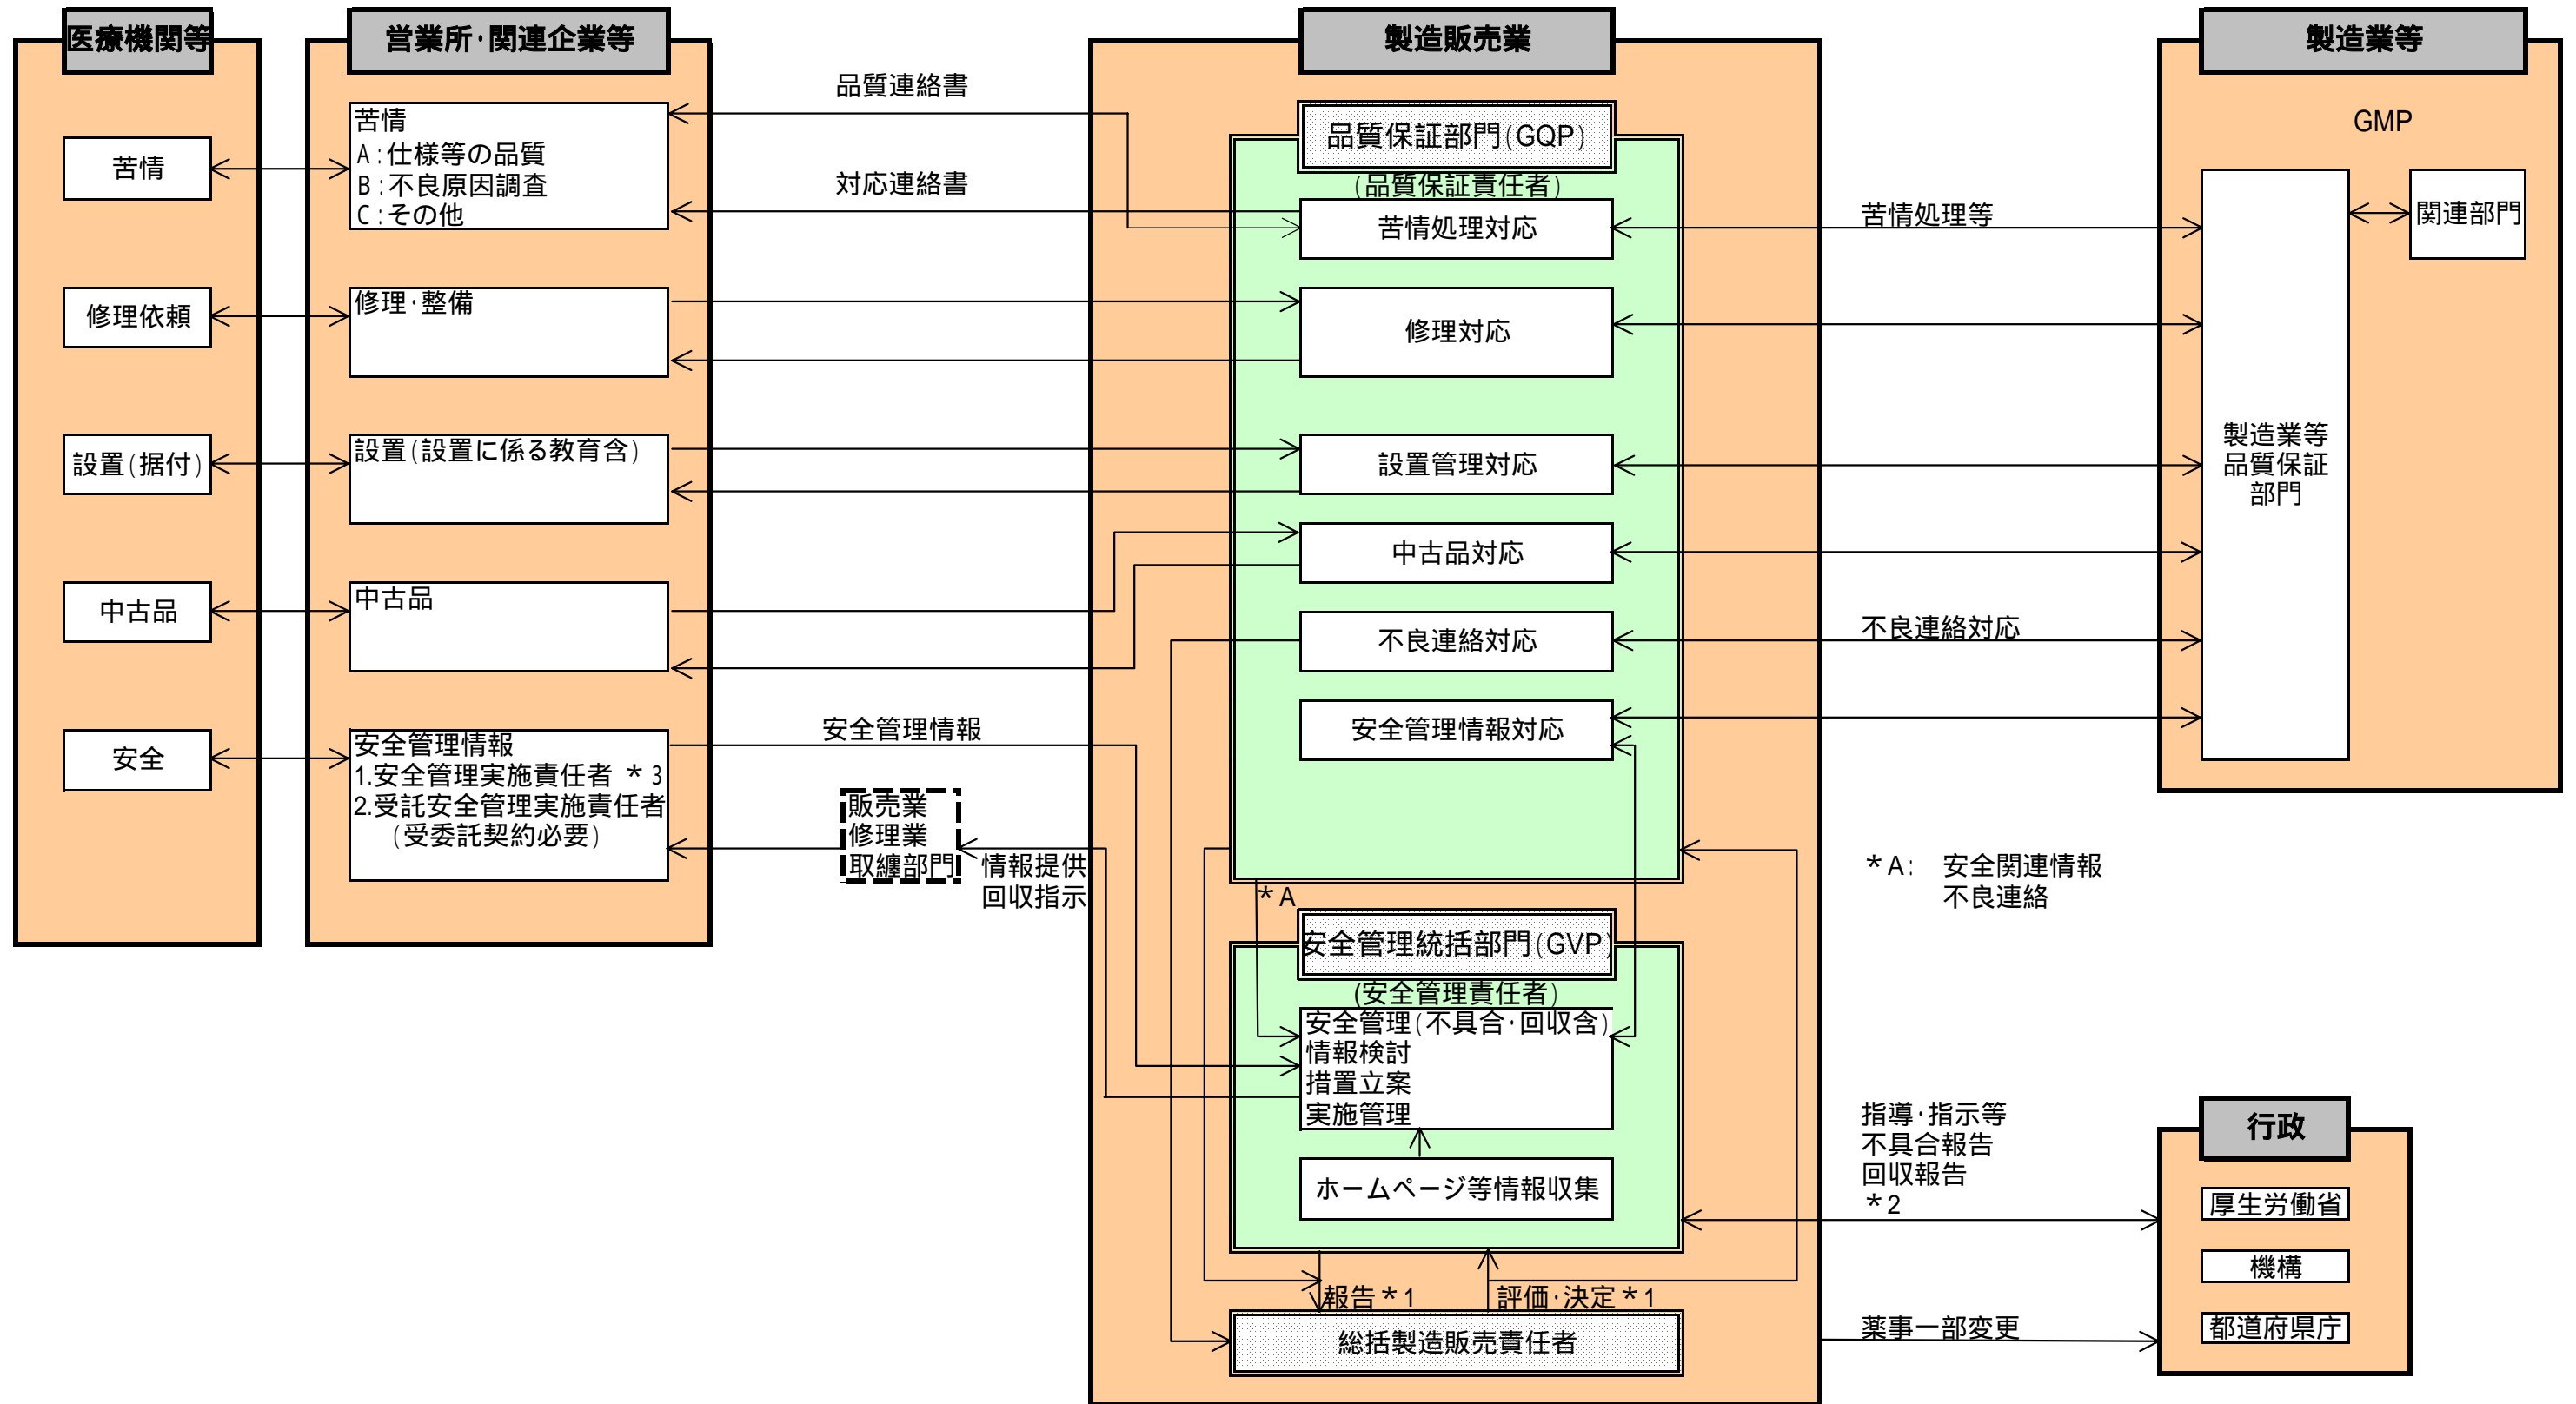 医療機関等
苦情
修理依頼
設置(据付)
中古品
安全
営業所·関連企業等
苦情
A:仕様等の品質
B:不良原因調査
C:その他
修理·整備
設置(設置に係る教育含)
中古品
安全管理情報
1.安全管理実施責任者 *3
2.受託安全管理実施責任者
(受委託契約必要)
品質連絡書
対応連絡書
安全管理情報
販売業
修理業
取纏部門
情報提供
回収指示
製造販売業
品質保証部門(GQP)
(品質保証責任者)
苦情処理対応
修理対応
設置管理対応
中古品対応
不良連絡対応
安全管理情報対応
*A
安全管理統括部門(GVP)
(安全管理責任者)
安全管理(不具合·回収含)
情報検討
措置立案
実施管理
ホームページ等情報収集
報告*1
評価·決定*1
総括製造販売責任者
苦情処理等
不良連絡対応
*A: 安全関連情報
不良連絡
指導·指示等
不具合報告
回収報告
*2
薬事一部変更
製造業等
GMP
関連部門
製造業等
品質保証
部門
行政
厚生労働省
機構
都道府県庁